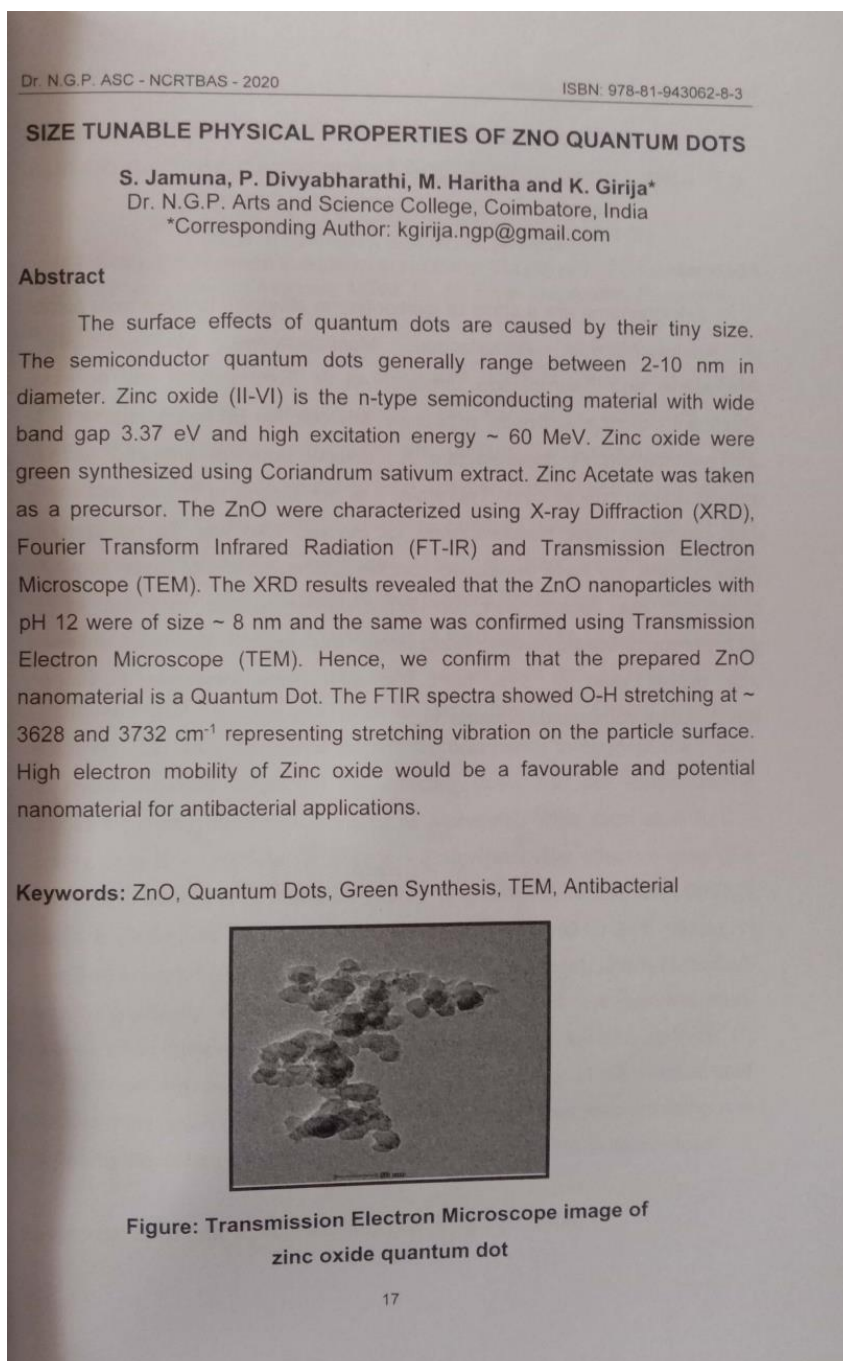 Dr. N.G.P. ASC - NCRTBAS - 2020
ISBN: 978-81-943062-8-3
SIZE TUNABLE PHYSICAL PROPERTIES OF ZNO QUANTUM DOTS
S. Jamuna, P. Divyabharathi, M. Haritha and K. Girija*
Dr. N.G.P. Arts and Science College, Coimbatore, India
*Corresponding Author: kgirija.ngp@gmail.com
Abstract
The surface effects of quantum dots are caused by their tiny size.
The semiconductor quantum dots generally range between 2-10 nm in
diameter. Zinc oxide (II-VI) is the n-type semiconducting material with wide
band gap 3.37 eV and high excitation energy ~ 60 MeV. Zinc oxide were
green synthesized using Coriandrum sativum extract. Zinc Acetate was taken
as a precursor. The ZnO were characterized using X-ray Diffraction (XRD),
Fourier Transform Infrared Radiation (FT-IR) and Transmission Electron
Microscope (TEM). The XRD results revealed that the ZnO nanoparticles with
pH 12 were of size ~ 8 nm and the same was confirmed using Transmission
Electron Microscope (TEM). Hence, we confirm that the prepared ZnO
nanomaterial is a Quantum Dot. The FTIR spectra showed O-H stretching at ~
3628 and 3732 cm⁻¹ representing stretching vibration on the particle surface.
High electron mobility of Zinc oxide would be a favourable and potential
nanomaterial for antibacterial applications.
Keywords: ZnO, Quantum Dots, Green Synthesis, TEM, Antibacterial
Figure: Transmission Electron Microscope image of
zinc oxide quantum dot
17